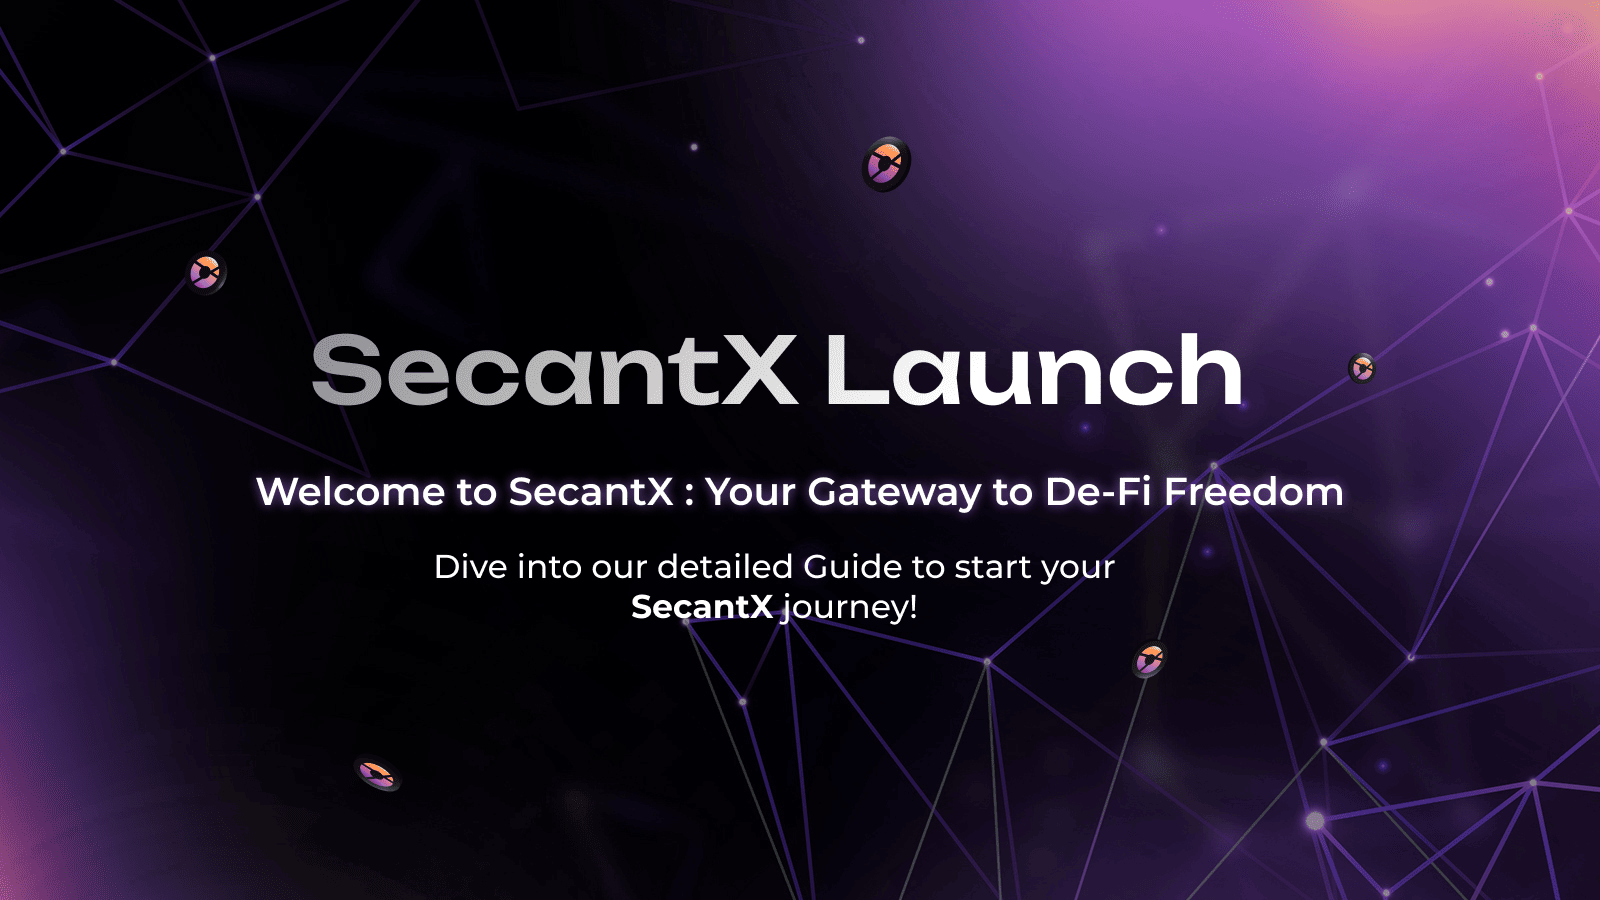 SecantX Launch
Welcome to SecantX : Your Gateway to De-Fi Freedom
Dive into our detailed Guide to start your
SecantX journey!